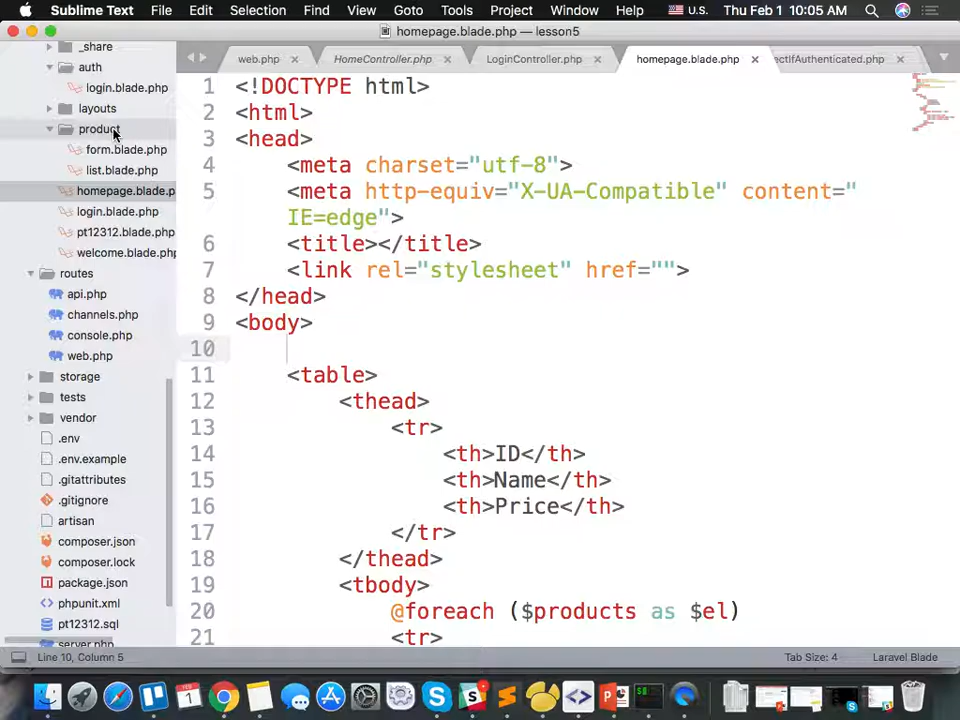 Sublime Text File Edit Selection Find View Goto Tools Project Window Help U.S. Thu Feb 1 10:05 AM
homepage.blade.php — lesson5
web.php HomeController.php LoginController.php homepage.blade.php ectIfAuthenticated.php
_share
auth
login.blade.php
layouts
product
form.blade.php
list.blade.php
homepage.blade.p
login.blade.php
pt12312.blade.php
welcome.blade.php
routes
api.php
channels.php
console.php
web.php
storage
tests
vendor
.env
.env.example
.gitattributes
.gitignore
artisan
composer.json
composer.lock
package.json
phpunit.xml
pt12312.sql
server.php
1 <!DOCTYPE html>
2 <html>
3 <head>
4 <meta charset="utf-8">
5 <meta http-equiv="X-UA-Compatible" content="
IE=edge">
6 <title></title>
7 <link rel="stylesheet" href="">
8 </head>
9 <body>
10
11 <table>
12 <thead>
13 <tr>
14 <th>ID</th>
15 <th>Name</th>
16 <th>Price</th>
17 </tr>
18 </thead>
19 <tbody>
20 @foreach ($products as $el)
21 <tr>
Line 10, Column 5 Tab Size: 4 Laravel Blade